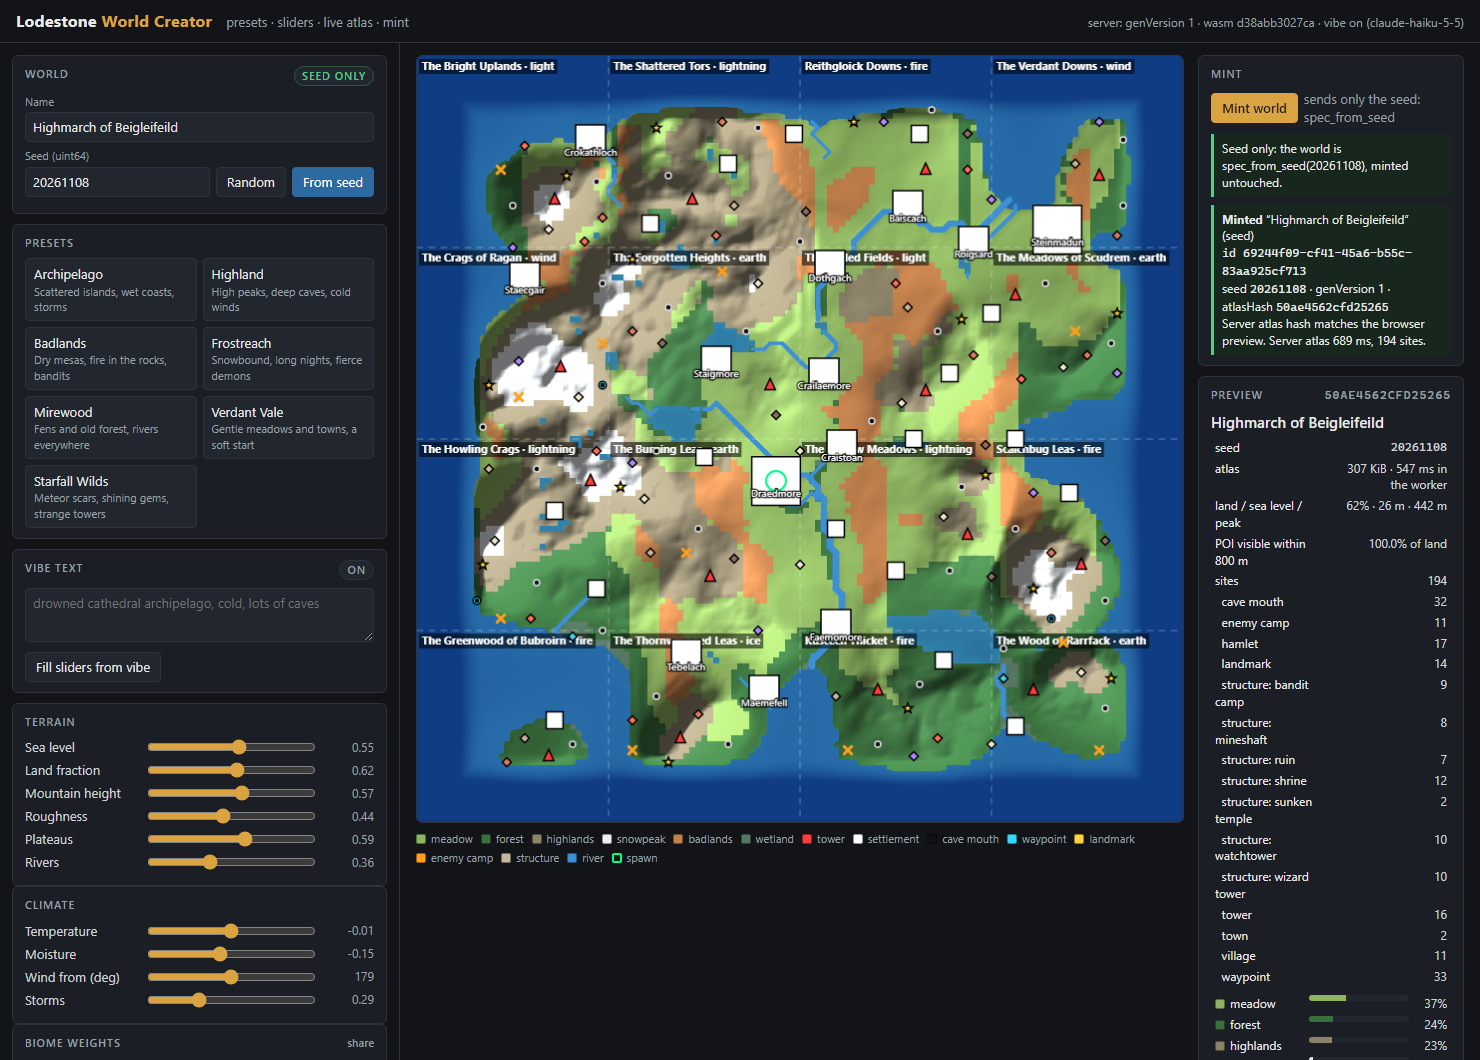 Lodestone World Creator presets · sliders · live atlas · mint
server: genVersion 1 · wasm d38abb3027ca · vibe on (claude-haiku-5-5)
WORLD
SEED ONLY
Name
Highmarch of Beigleifeild
Seed (uint64)
20261108
Random
From seed
PRESETS
Archipelago
Scattered islands, wet coasts,
storms
Highland
High peaks, deep caves, cold
winds
Badlands
Dry mesas, fire in the rocks,
bandits
Frostreach
Snowbound, long nights, fierce
demons
Mirewood
Fens and old forest, rivers
everywhere
Verdant Vale
Gentle meadows and towns, a
soft start
Starfall Wilds
Meteor scars, shining gems,
strange towers
VIBE TEXT
ON
drowned cathedral archipelago, cold, lots of caves
Fill sliders from vibe
TERRAIN
Sea level 0.55
Land fraction 0.62
Mountain height 0.57
Roughness 0.44
Plateaus 0.59
Rivers 0.36
CLIMATE
Temperature -0.01
Moisture -0.15
Wind from (deg) 179
Storms 0.29
BIOME WEIGHTS share
The Bright Uplands · light
The Shattered Tors · lightning
Reithgloick Downs · fire
The Verdant Downs · wind
Crokathloch
Baiscach
Steinmadun
Roigsard
The Crags of Ragan · wind
The Forgotten Heights · earth
Fields · light
The Meadows of Scudrem · earth
Dothgach
Staecgair
Staigmore
Crailaemore
The Howling Crags · lightning
The Burning Leas · earth
Meadows · lightning
Leas · fire
Craistoan
Draedmore
Faemomore
The Greenwood of Bubroirn · fire
Leas · ice
Thicket · fire
The Wood of Rarrfack · earth
Tebelach
Maemefell
meadow forest highlands snowpeak badlands wetland tower settlement cave mouth waypoint landmark
enemy camp structure river spawn
MINT
Mint world
sends only the seed:
spec_from_seed
Seed only: the world is
spec_from_seed(20261108), minted
untouched.
Minted “Highmarch of Beigleifeild”
(seed)
id 69244f09-cf41-45a6-b55c-
83aa925cf713
seed 20261108 · genVersion 1 ·
atlasHash 50ae4562cfd25265
Server atlas hash matches the browser
preview. Server atlas 689 ms, 194 sites.
PREVIEW 50AE4562CFD25265
Highmarch of Beigleifeild
seed 20261108
atlas 307 KiB · 547 ms in
the worker
land / sea level / 62% · 26 m · 442 m
peak
POI visible within 100.0% of land
800 m
sites 194
cave mouth 32
enemy camp 11
hamlet 17
landmark 14
structure: bandit 9
camp
structure: 8
mineshaft
structure: ruin 7
structure: shrine 12
structure: sunken 2
temple
structure: 10
watchtower
structure: wizard 10
tower
tower 16
town 2
village 11
waypoint 33
meadow 37%
forest 24%
highlands 23%